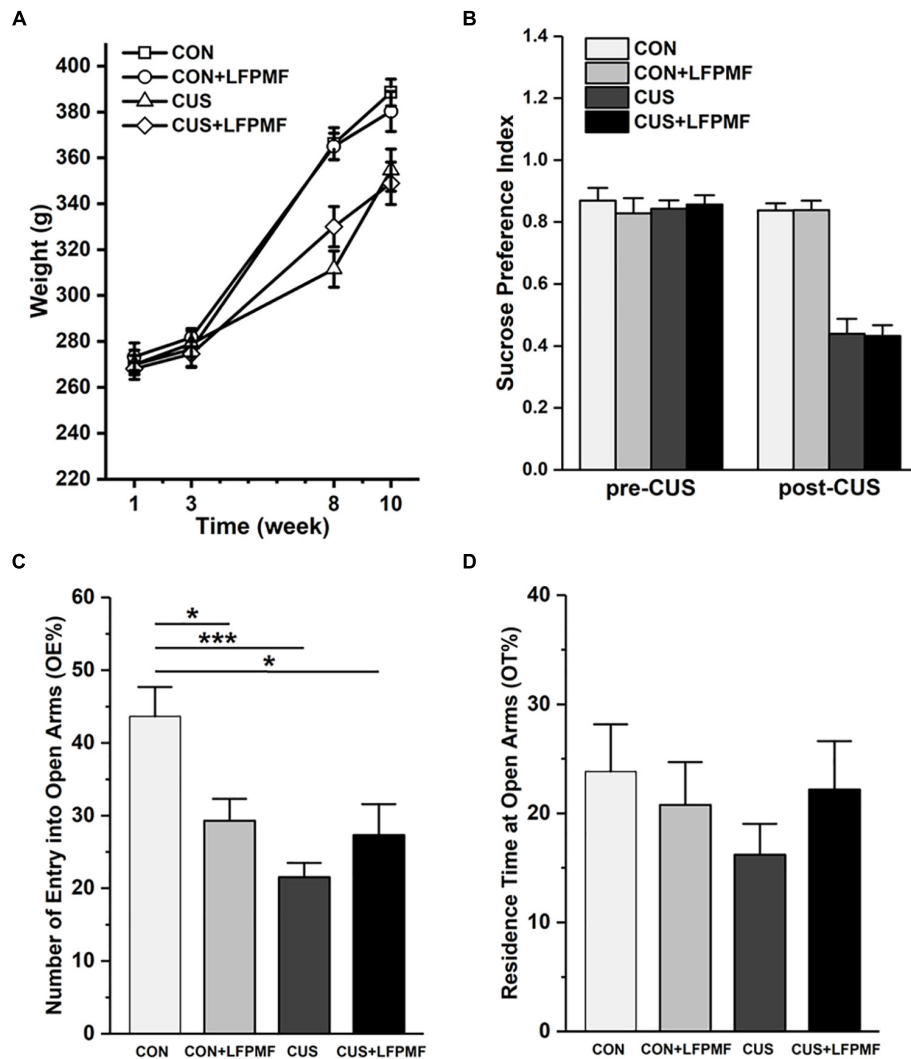 A
CON
CON+LFPMF
CUS
CUS+LFPMF
400
380
360
340
320
300
280
260
240
220
Weight (g)
1 3 8 10
Time (week)
B
CON
CON+LFPMF
CUS
CUS+LFPMF
1.4
1.2
1.0
0.8
0.6
0.4
0.2
0.0
Sucrose Preference Index
pre-CUS post-CUS
C
60
50
40
30
20
10
0
Number of Entry into Open Arms (OE%)
*
***
*
CON CON+LFPMF CUS CUS+LFPMF
D
40
30
20
10
0
Residence Time at Open Arms (OT%)
CON CON+LFPMF CUS CUS+LFPMF